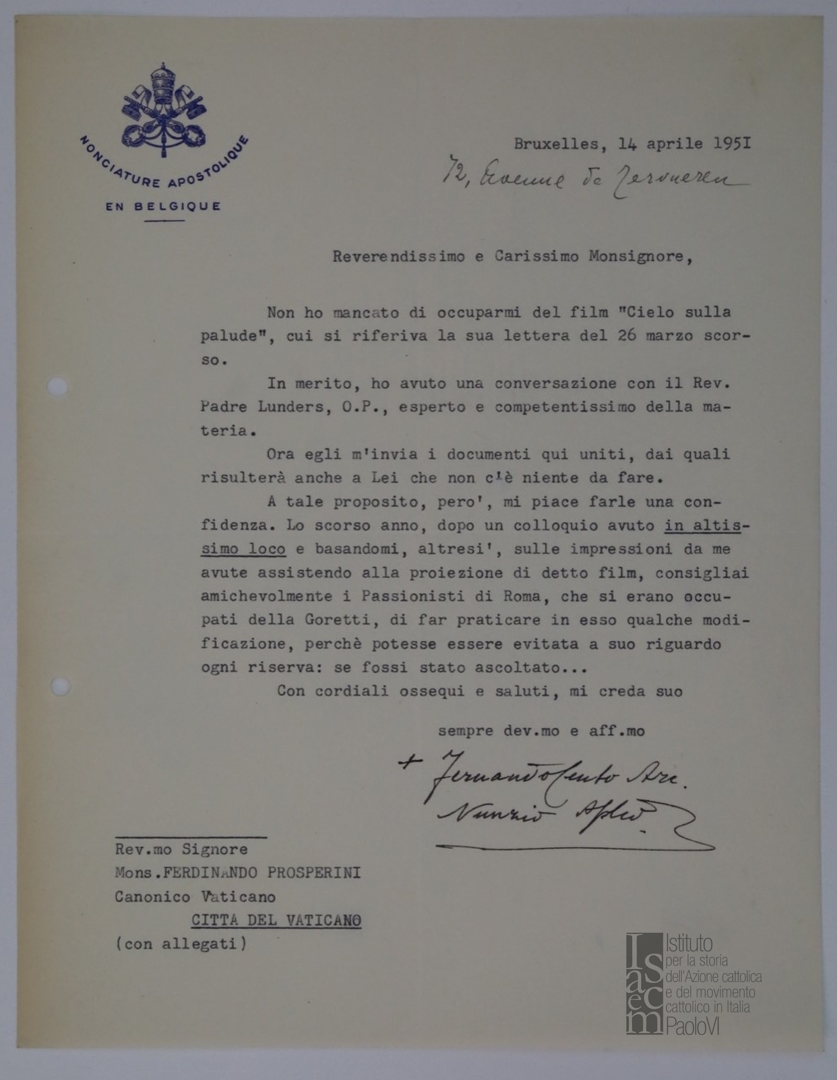 NONCIATURE APOSTOLIQUE
EN BELGIQUE
Bruxelles, 14 aprile 1951
72, Avenue de Tervueren
Reverendissimo e Carissimo Monsignore,
Non ho mancato di occuparmi del film "Cielo sulla
palude", cui si riferiva la sua lettera del 26 marzo scor-
so.
In merito, ho avuto una conversazione con il Rev.
Padre Lunders, O.P., esperto e competentissimo della ma-
teria.
Ora egli m'invia i documenti qui uniti, dai quali
risulterà anche a Lei che non c'è niente da fare.
A tale proposito, pero', mi piace farle una con-
fidenza. Lo scorso anno, dopo un colloquio avuto in altis-
simo loco e basandomi, altresi', sulle impressioni da me
avute assistendo alla proiezione di detto film, consigliai
amichevolmente i Passionisti di Roma, che si erano occu-
pati della Goretti, di far praticare in esso qualche modi-
ficazione, perchè potesse essere evitata a suo riguardo
ogni riserva: se fossi stato ascoltato...
Con cordiali ossequi e saluti, mi creda suo
sempre dev.mo e aff.mo
+ Fernando Cento Arc.
Nunzio Aplico
Rev.mo Signore
Mons.FERDINANDO PROSPERINI
Canonico Vaticano
CITTA DEL VATICANO
(con allegati)
Isacem
Istituto
per la storia
dell'Azione cattolica
e del movimento
cattolico in Italia
PaoloVI